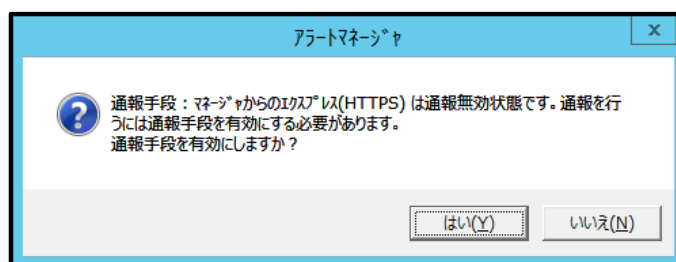 ｱﾗｰﾄﾏﾈｰｼﾞｬ
x
通報手段：ﾏﾈｰｼﾞｬからのｴｸｽﾌﾟﾚｽ(HTTPS) は通報無効状態です。通報を行
うには通報手段を有効にする必要があります。
通報手段を有効にしますか？
はい(Y) いいえ(N)